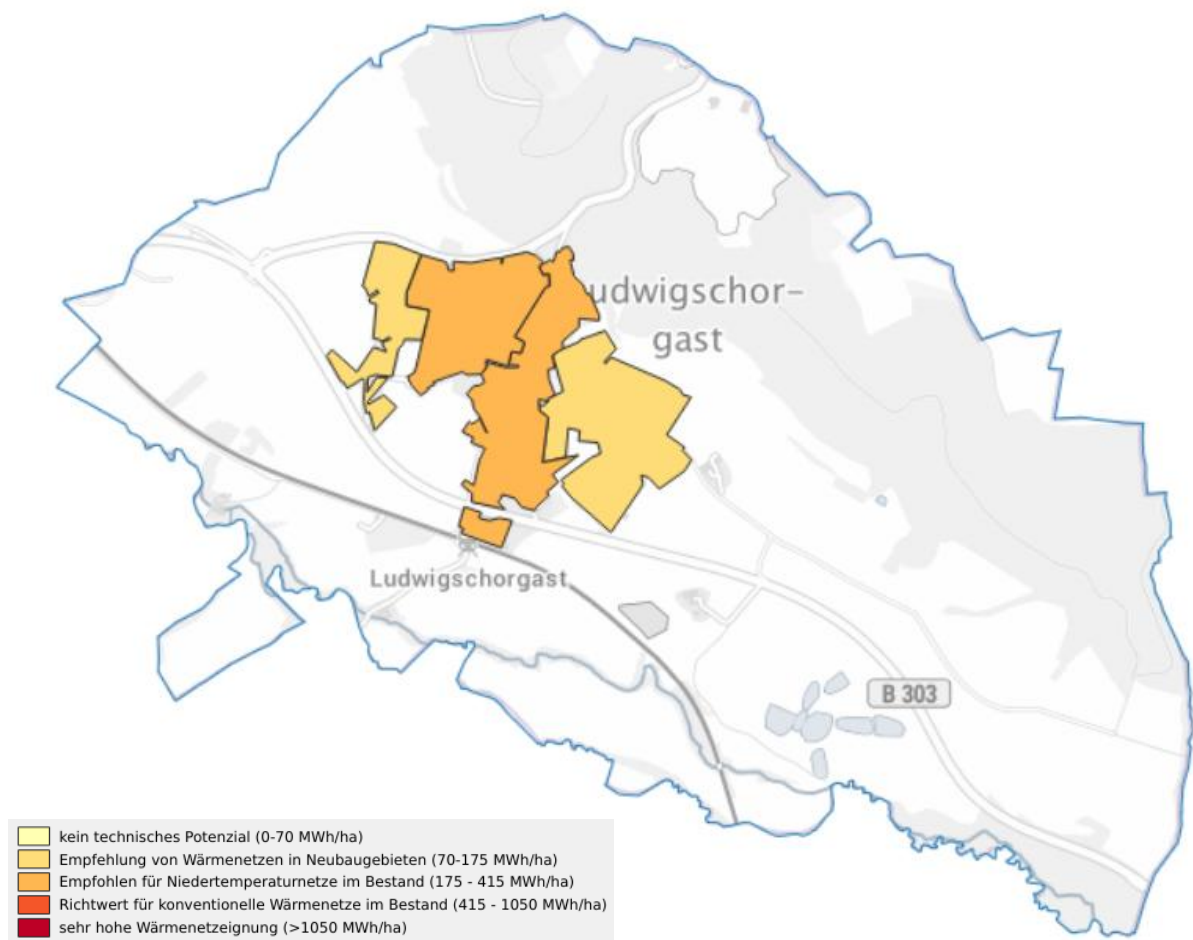 udwigschor-
gast
Ludwigschorgast
B 303
kein technisches Potenzial (0-70 MWh/ha)
Empfehlung von Wärmenetzen in Neubaugebieten (70-175 MWh/ha)
Empfohlen für Niedertemperaturnetze im Bestand (175 - 415 MWh/ha)
Richtwert für konventionelle Wärmenetze im Bestand (415 - 1050 MWh/ha)
sehr hohe Wärmenetzeignung (>1050 MWh/ha)